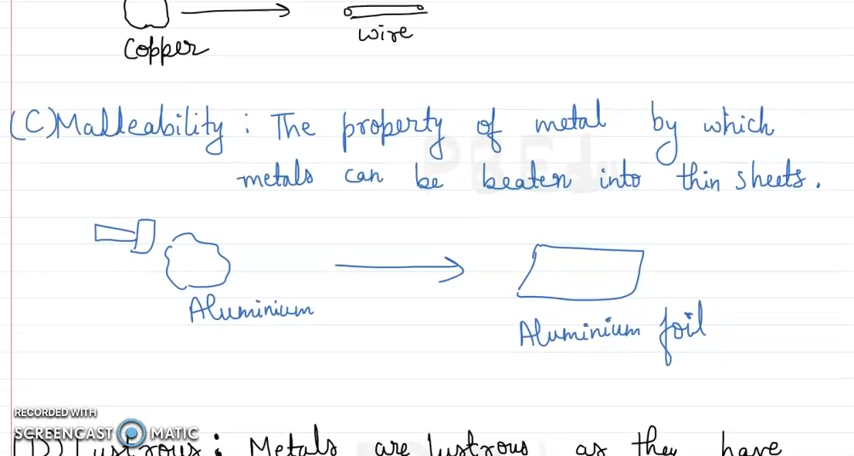 Copper
wire
(C) Malleability : The property of metal by which
metals can be beaten into thin sheets.
Aluminium
Aluminium foil
RECORDED WITH
SCREENCAST MATIC
(D) Lustrous : Metals are lustrous as they have